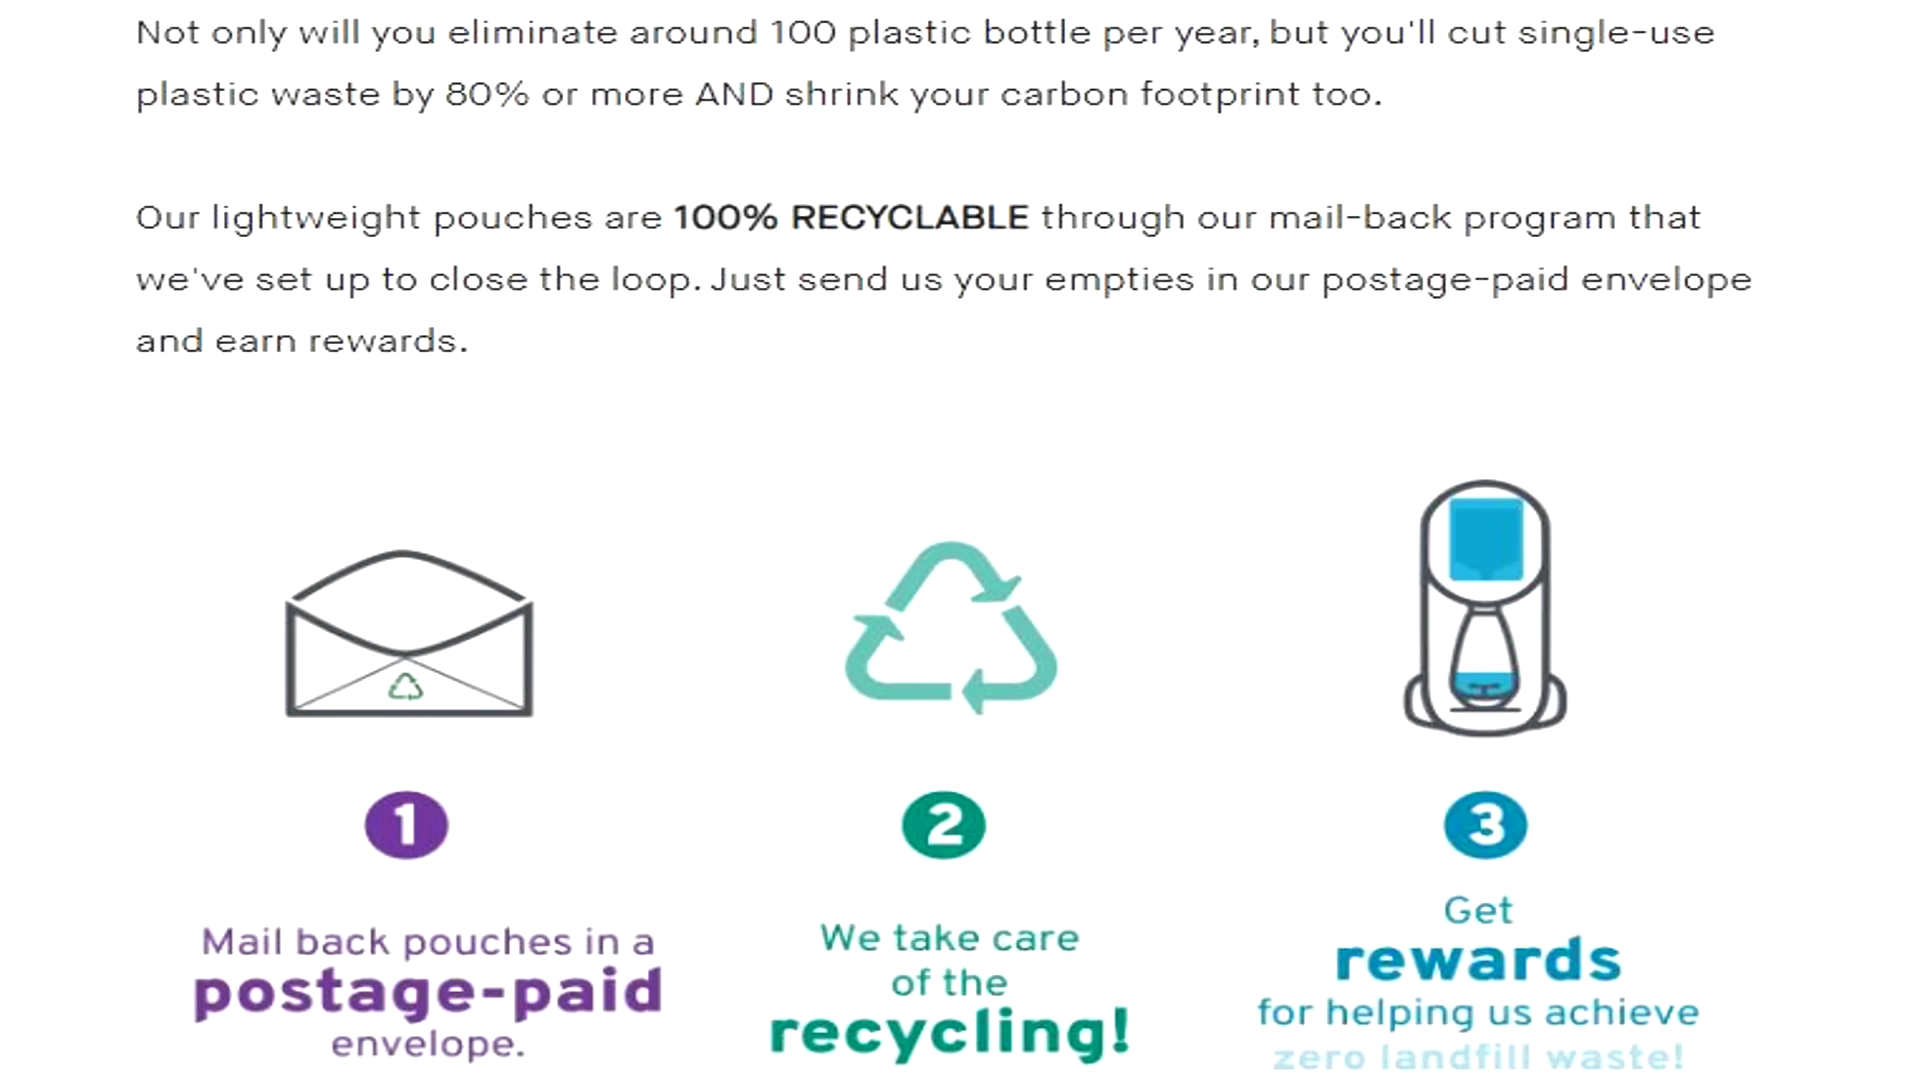 Not only will you eliminate around 100 plastic bottle per year, but you'll cut single-use
plastic waste by 80% or more AND shrink your carbon footprint too.
Our lightweight pouches are 100% RECYCLABLE through our mail-back program that
we've set up to close the loop. Just send us your empties in our postage-paid envelope
and earn rewards.
1
Mail back pouches in a
postage-paid
envelope.
2
We take care
of the
recycling!
3
Get
rewards
for helping us achieve
zero landfill waste!